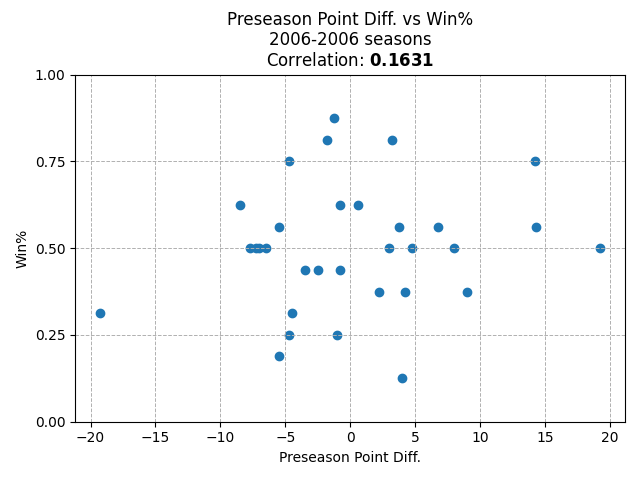 Preseason Point Diff. vs Win%
2006-2006 seasons
Correlation: 0.1631
1.00
0.75
0.50
0.25
0.00
Win%
−20 −15 −10 −5 0 5 10 15 20
Preseason Point Diff.